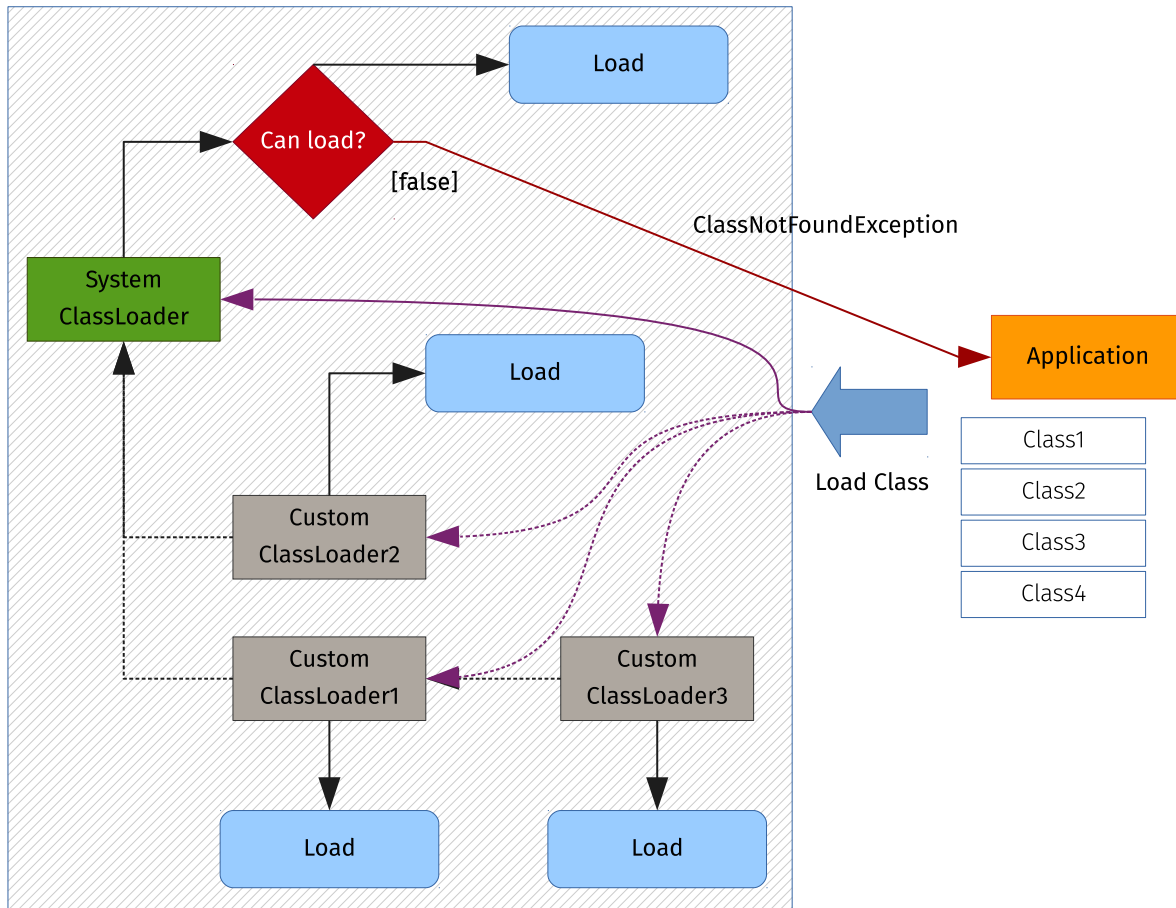 Load
Can load?
[false]
ClassNotFoundException
System
ClassLoader
Application
Load
Class1
Load Class
Class2
Custom
ClassLoader2
Class3
Class4
Custom
ClassLoader1
Custom
ClassLoader3
Load
Load